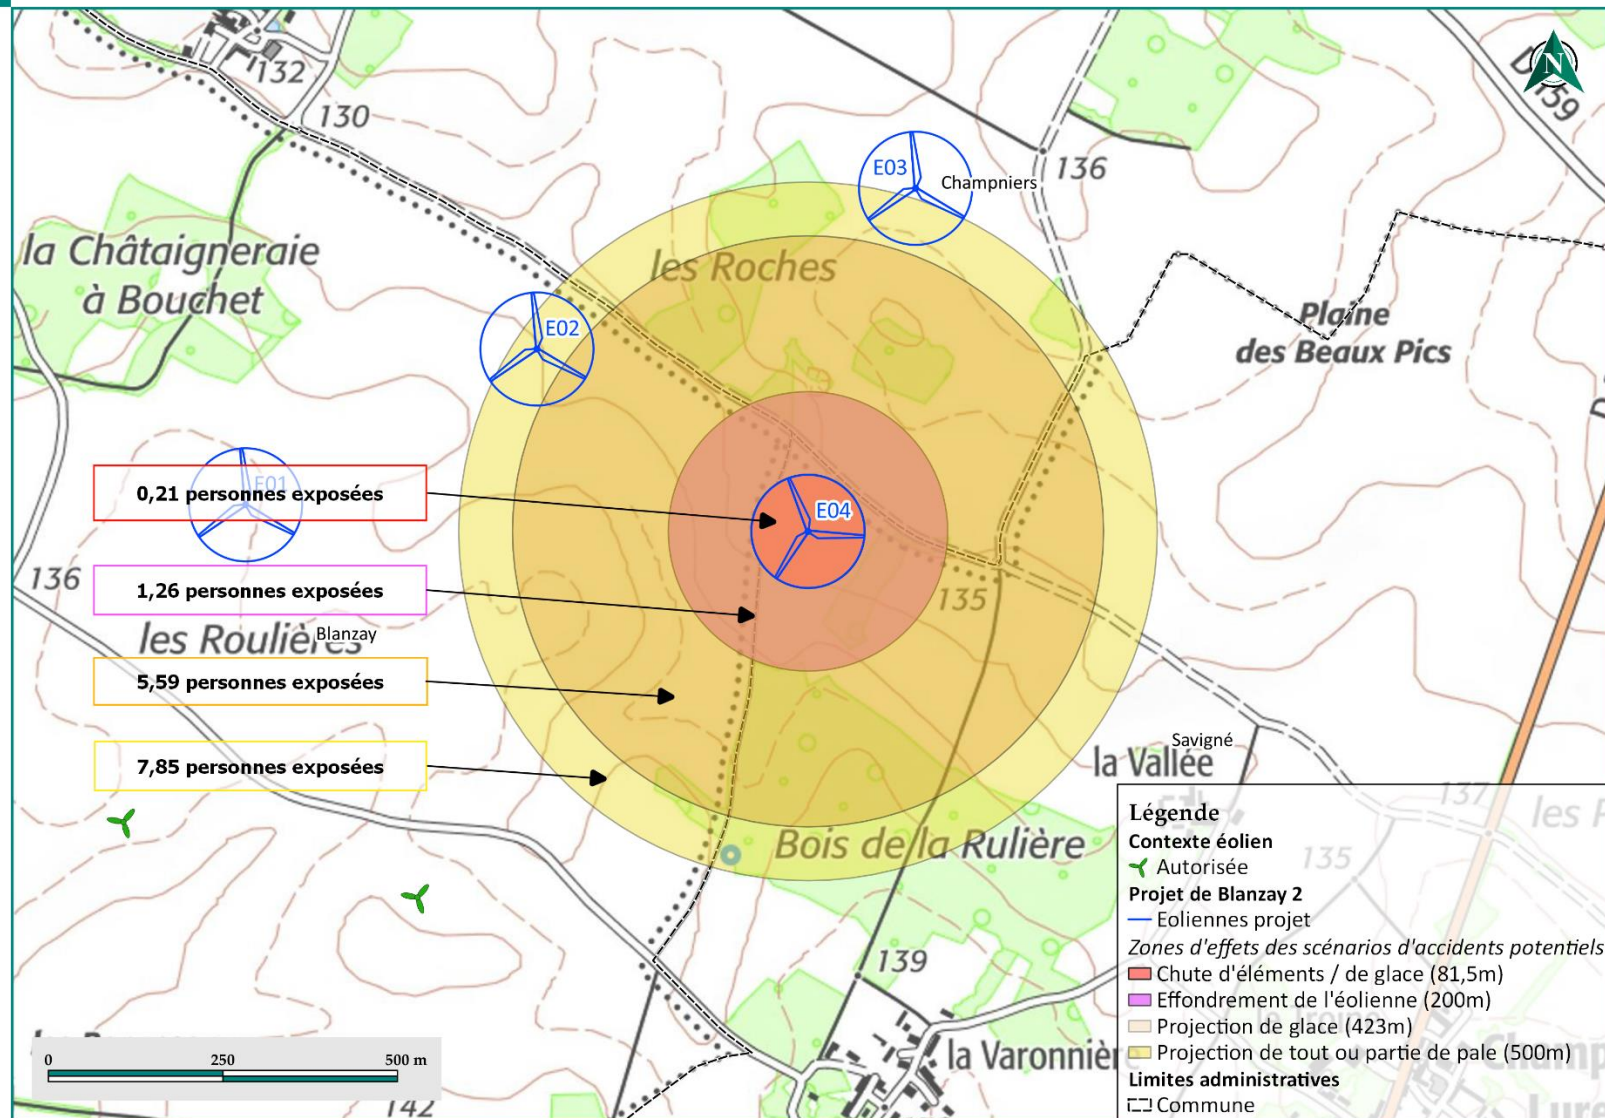 N
D 159
132
130
136
E03
Champniers
la Châtaigneraie
à Bouchet
les Roches
E02
Plaine
des Beaux Pics
D
E01
0,21 personnes exposées
E04
136
1,26 personnes exposées
135
les Roulières
Blanzay
5,59 personnes exposées
Savigné
la Vallée
7,85 personnes exposées
137
les
Bois de la Rulière
135
139
la Varonnière
142
0 250 500 m
Légende
Contexte éolien
Autorisée
Projet de Blanzay 2
Eoliennes projet
Zones d'effets des scénarios d'accidents potentiels
Chute d'éléments / de glace (81,5m)
Effondrement de l'éolienne (200m)
Projection de glace (423m)
Projection de tout ou partie de pale (500m)
Limites administratives
Commune